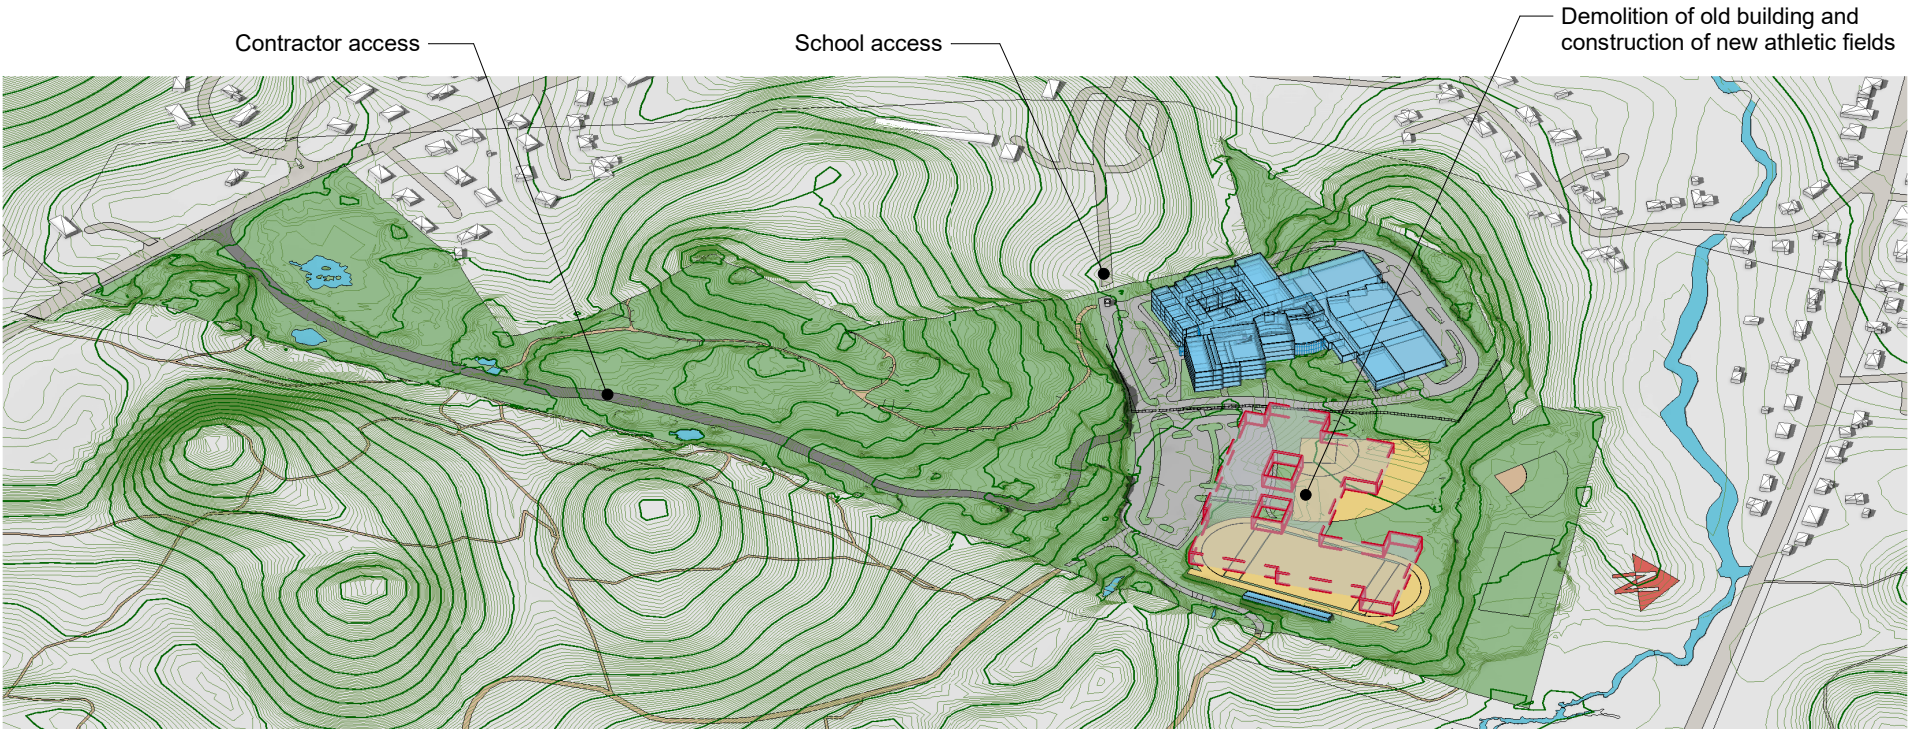 Contractor access
School access
Demolition of old building and
construction of new athletic fields
N